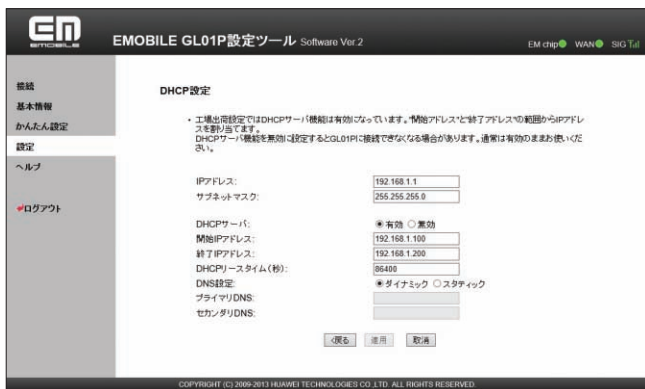 EM
EMOBILE
EMOBILE GL01P設定ツール Software Ver.2
EM chip WAN SIG
接続
基本情報
かんたん設定
設定
ヘルプ
ログアウト
DHCP設定
・工場出荷設定ではDHCPサーバ機能は有効になっています。"開始アドレス"と"終了アドレス"の範囲からIPアドレ
スを割り当てます。
DHCPサーバ機能を無効に設定するとGL01Pに接続できなくなる場合があります。通常は有効のままお使いくだ
さい。
IPアドレス: 192.168.1.1
サブネットマスク: 255.255.255.0
DHCPサーバ: 有効 無効
開始IPアドレス: 192.168.1.100
終了IPアドレス: 192.168.1.200
DHCPリースタイム(秒): 86400
DNS設定: ダイナミック スタティック
プライマリDNS:
セカンダリDNS:
<戻る 適用 取消
COPYRIGHT (C) 2009-2013 HUAWEI TECHNOLOGIES CO.,LTD. ALL RIGHTS RESERVED